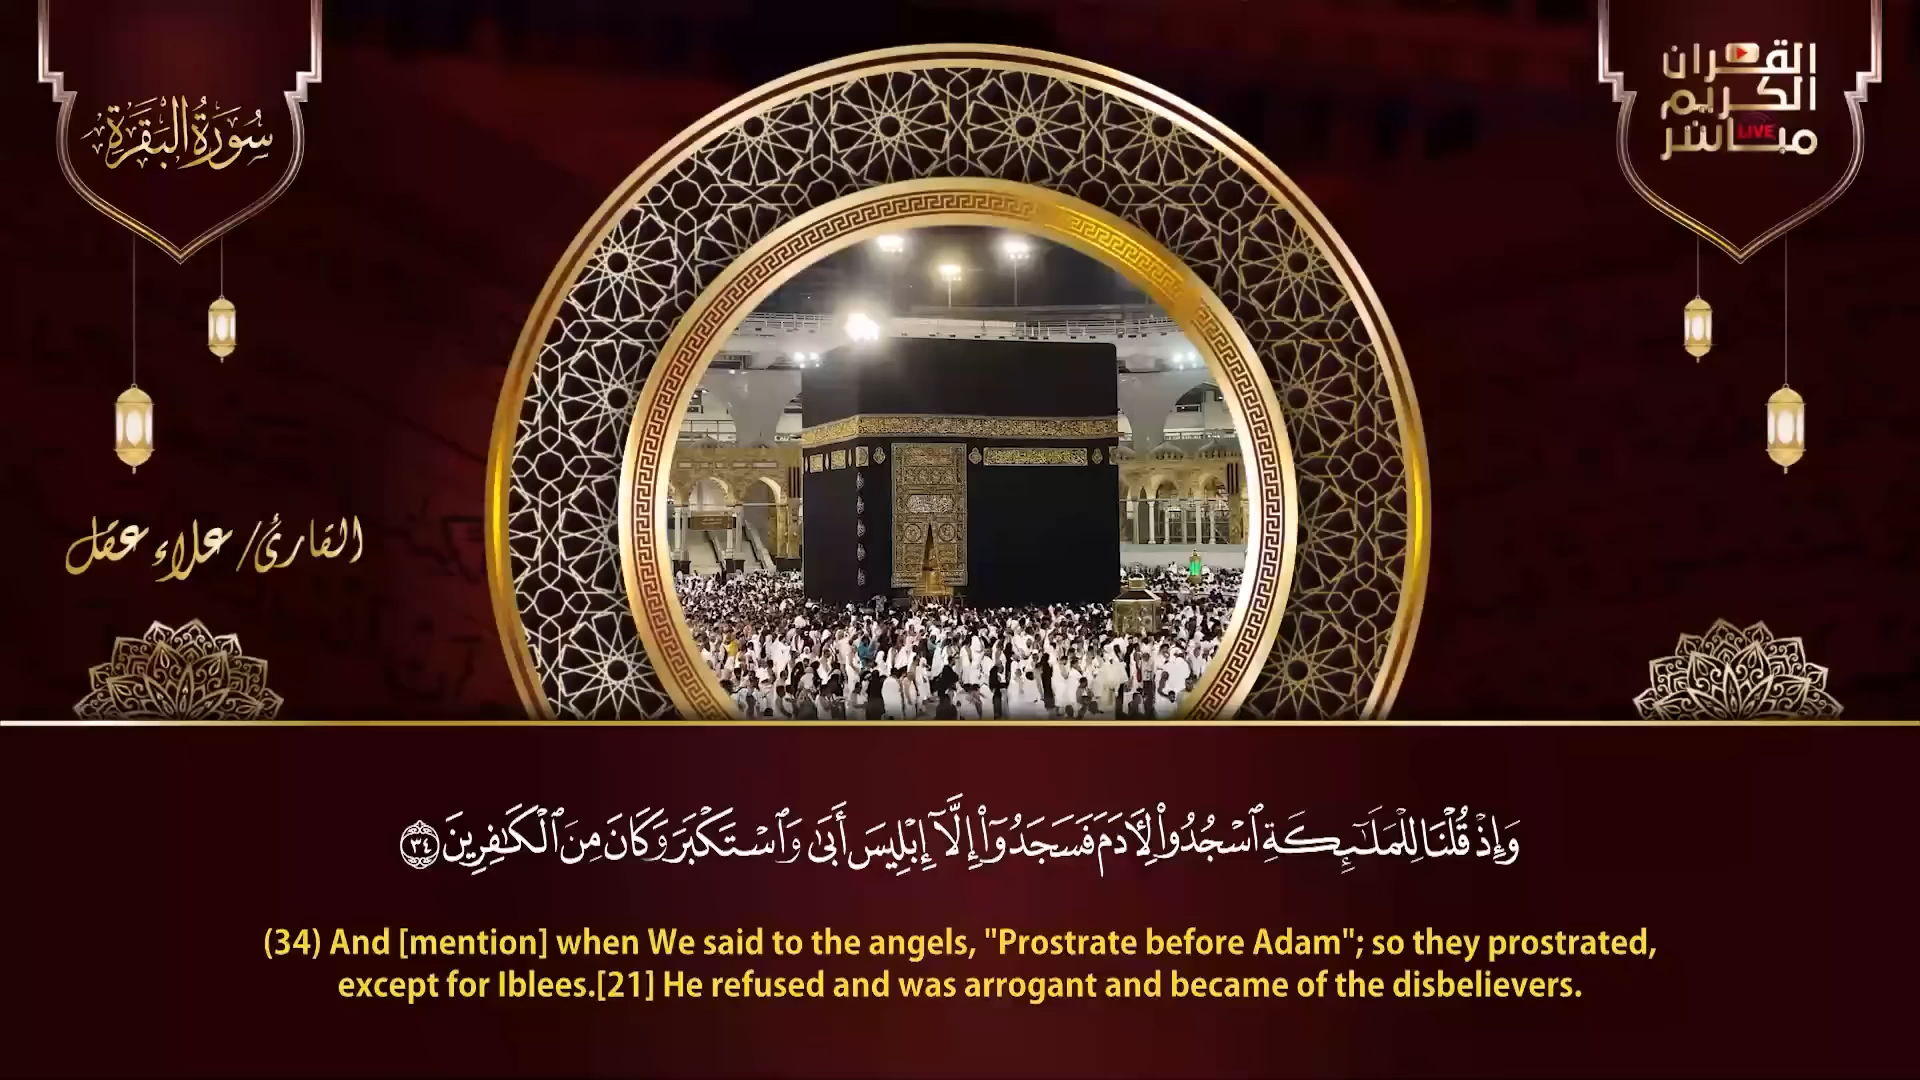 سُورَةُ البَقَرَةِ
القران
الكريم
مباشر
LIVE
القارئ/ علاء عقل
وَإِذْ قُلْنَا لِلْمَلَـٰٓئِكَةِ ٱسْجُدُوا۟ لِـَٔادَمَ فَسَجَدُوٓا۟ إِلَّآ إِبْلِيسَ أَبَىٰ وَٱسْتَكْبَرَ وَكَانَ مِنَ ٱلْكَـٰفِرِينَ ٣٤
(34) And [mention] when We said to the angels, "Prostrate before Adam"; so they prostrated,
except for Iblees.[21] He refused and was arrogant and became of the disbelievers.